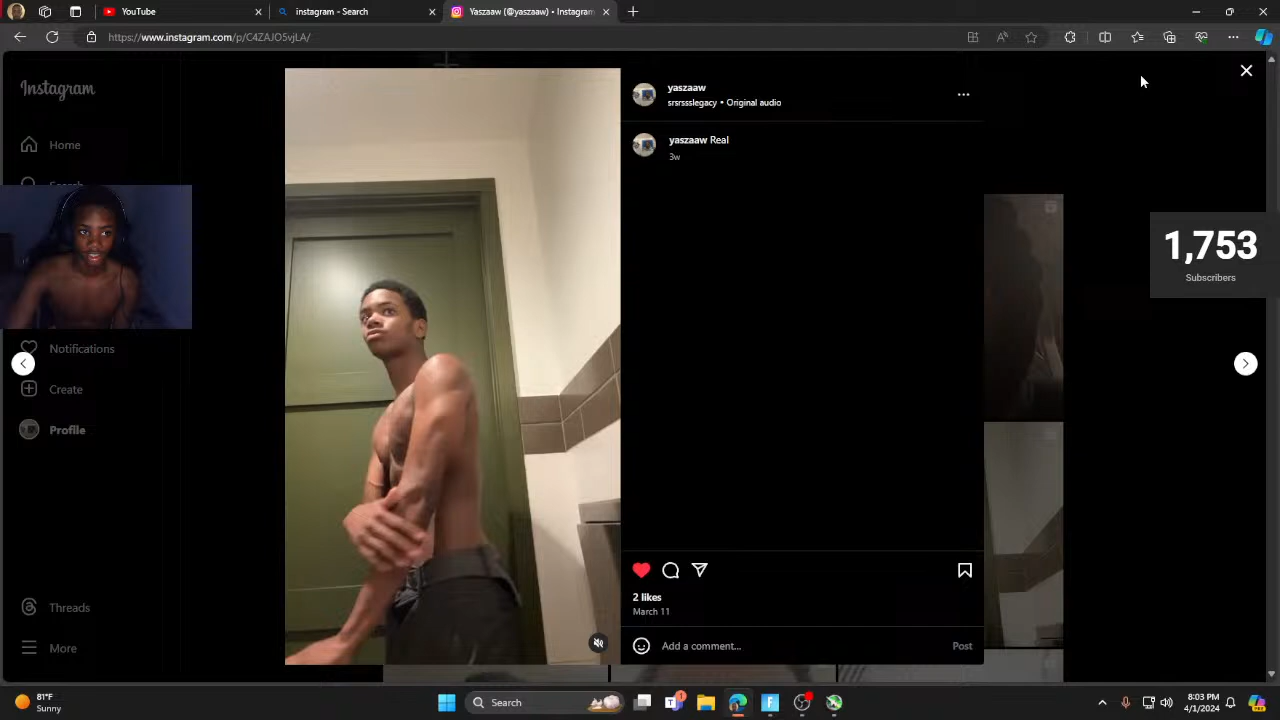 YouTube
instagram - Search
Yaszaaw (@yaszaaw) • Instagram
https://www.instagram.com/p/C4ZAJO5vjLA/
Instagram
Home
Search
Notifications
Create
Profile
Threads
More
yaszaaw
srsrssslegacy • Original audio
yaszaaw Real
3w
1,753
Subscribers
2 likes
March 11
Add a comment...
Post
81°F
Sunny
Search
1
8:03 PM
4/1/2024